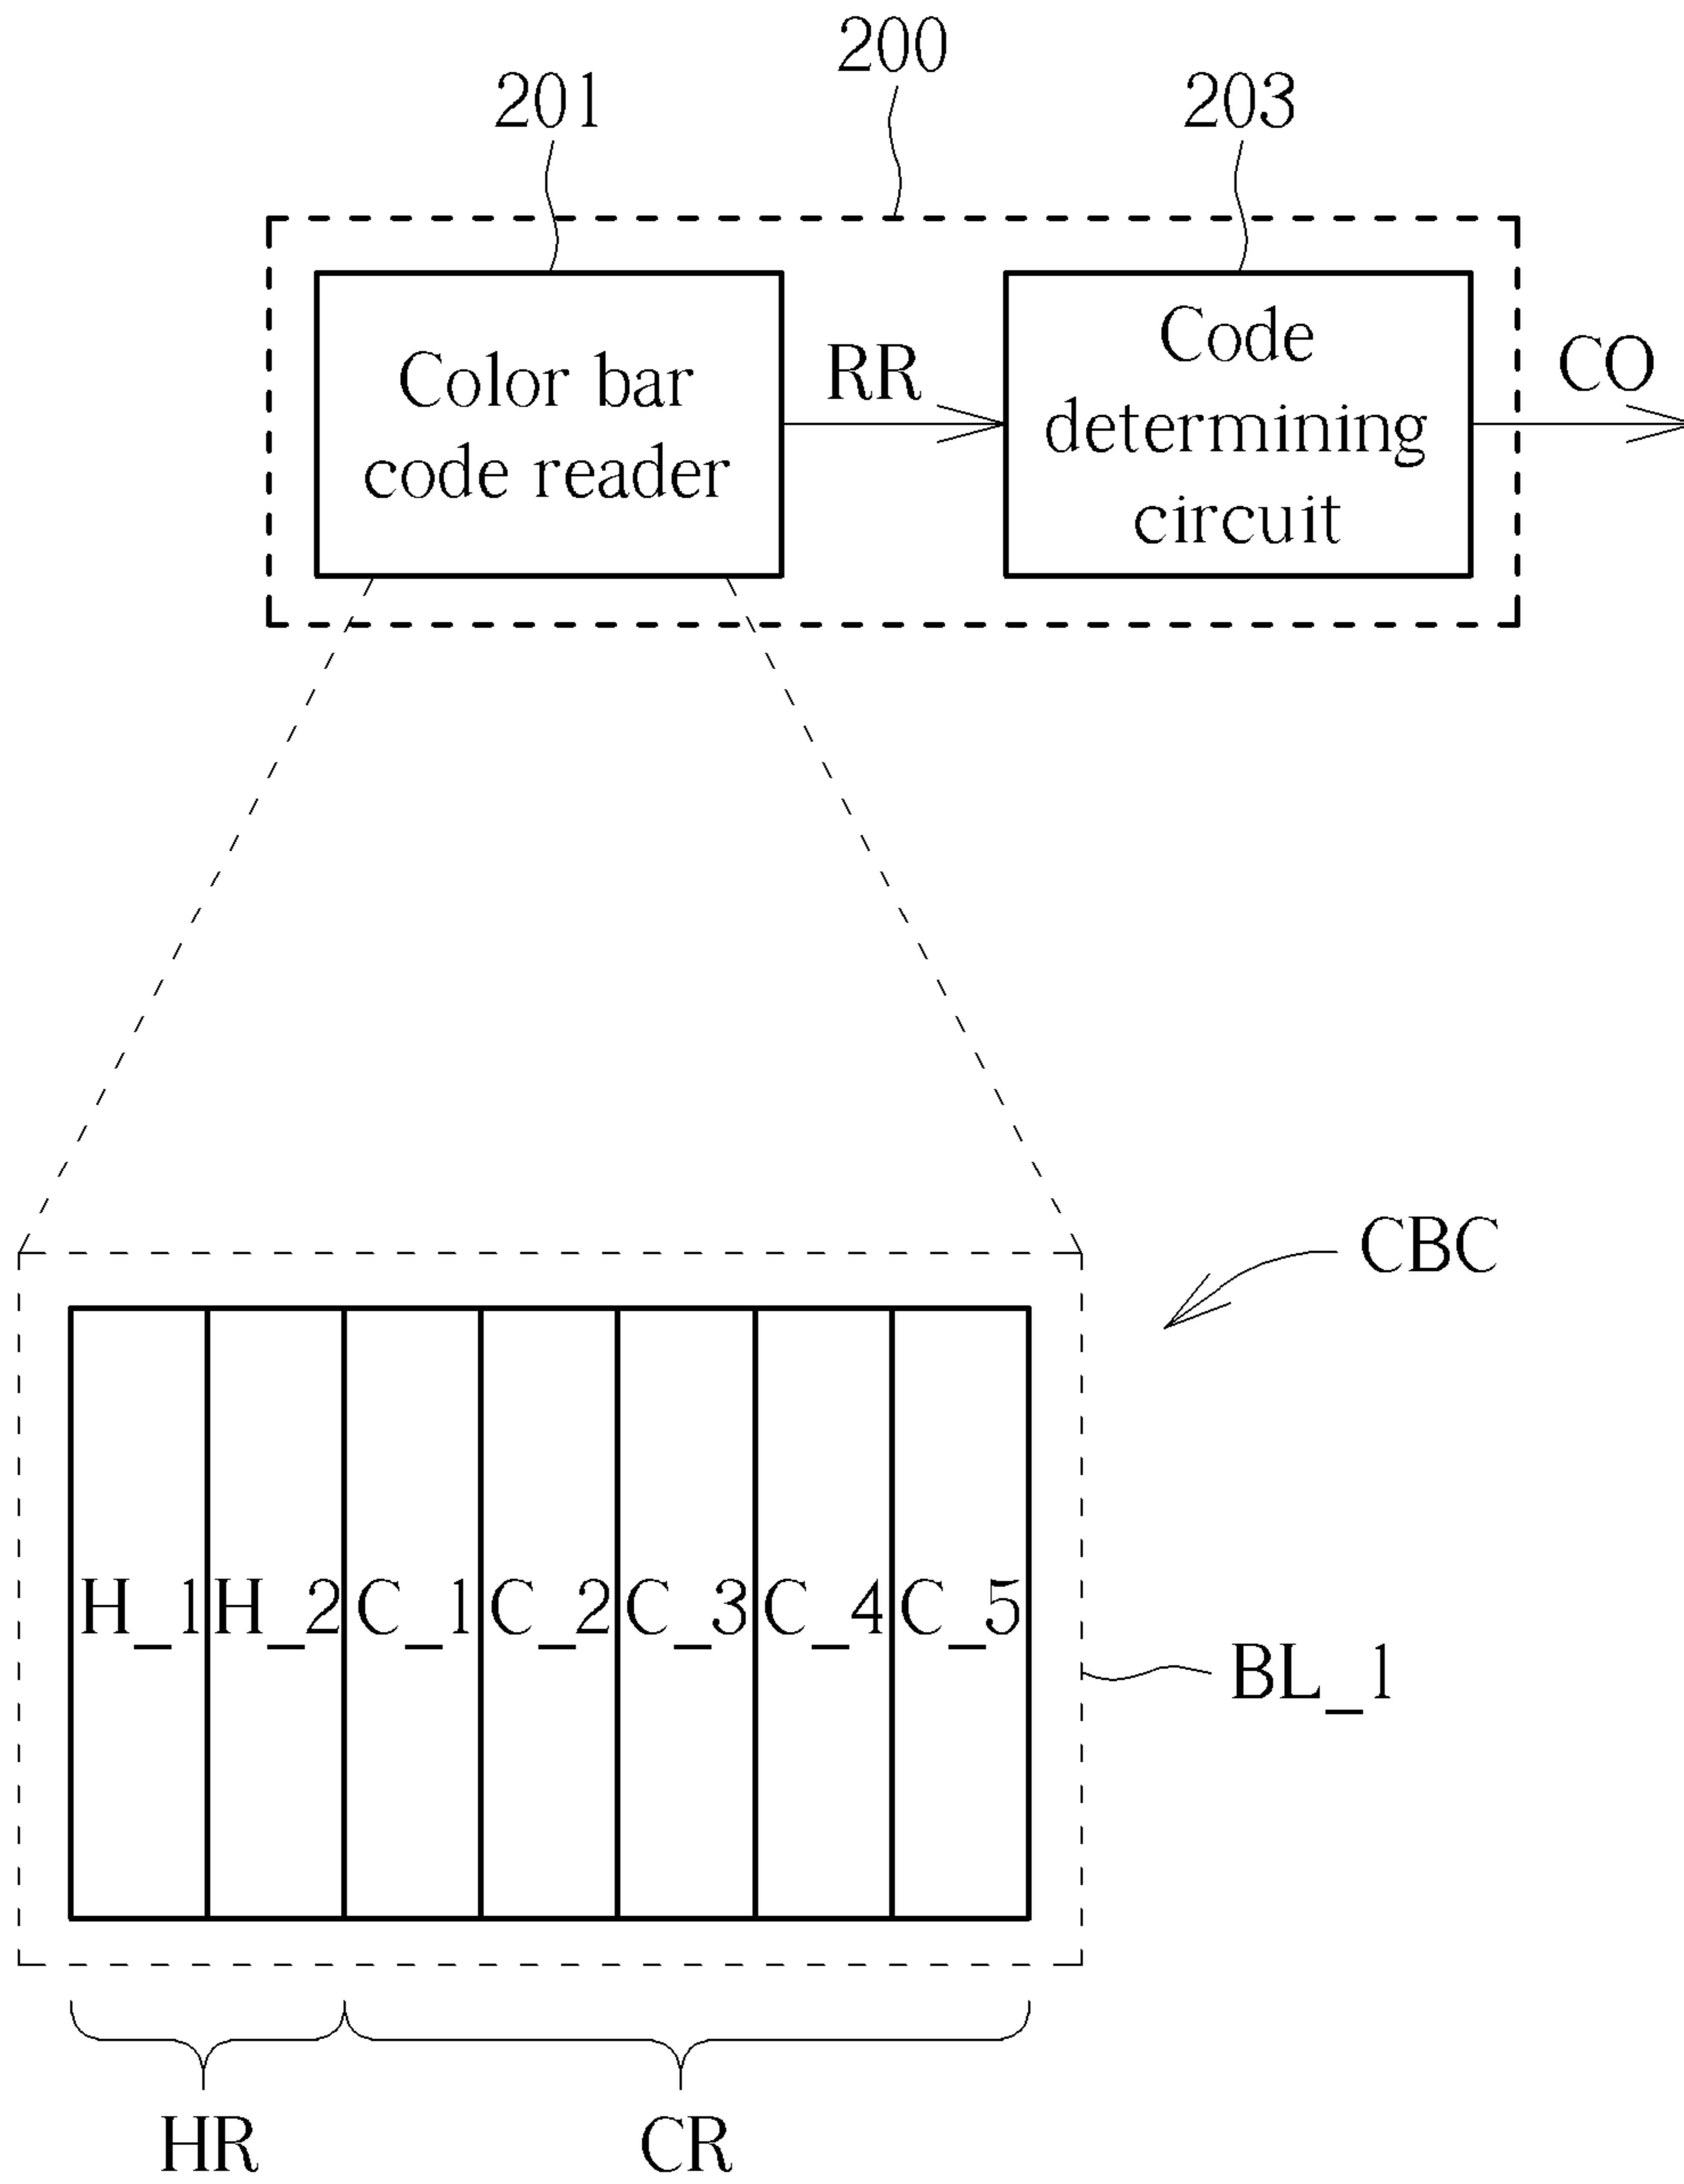 200
201
203
Color bar
code reader
RR
Code
determining
circuit
CO
CBC
H_1 H_2 C_1 C_2 C_3 C_4 C_5
BL_1
HR
CR